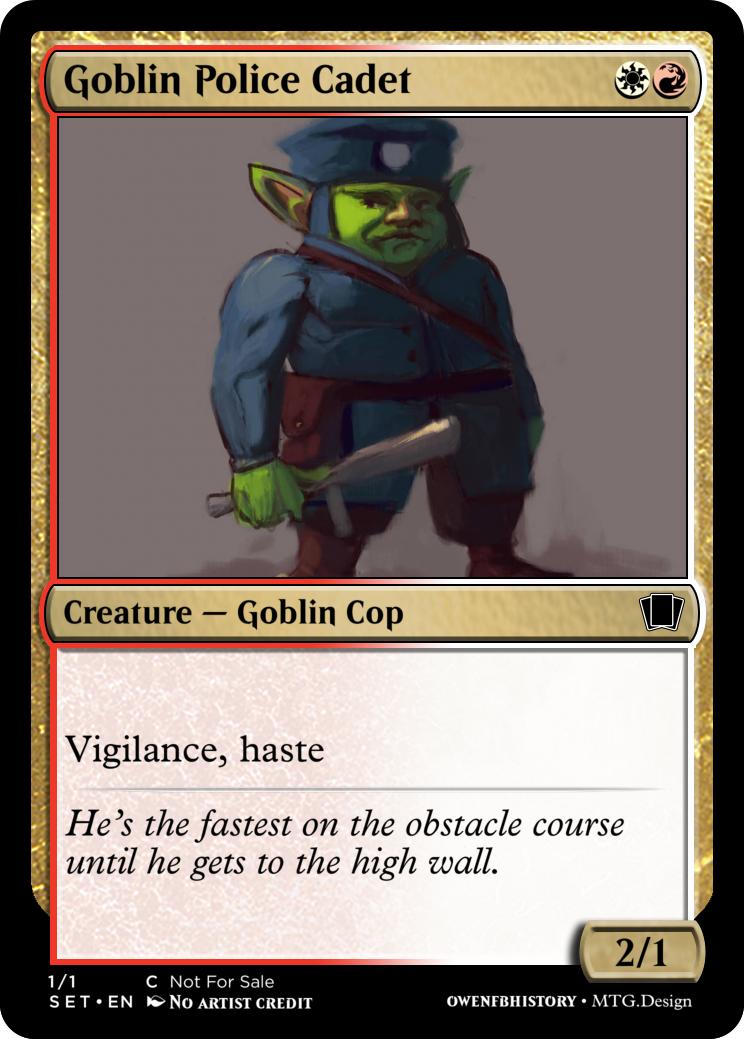 Goblin Police Cadet
Creature — Goblin Cop
Vigilance, haste
He's the fastest on the obstacle course
until he gets to the high wall.
2/1
1/1 C Not For Sale
SET • EN No artist credit
owenfbhistory • MTG.Design